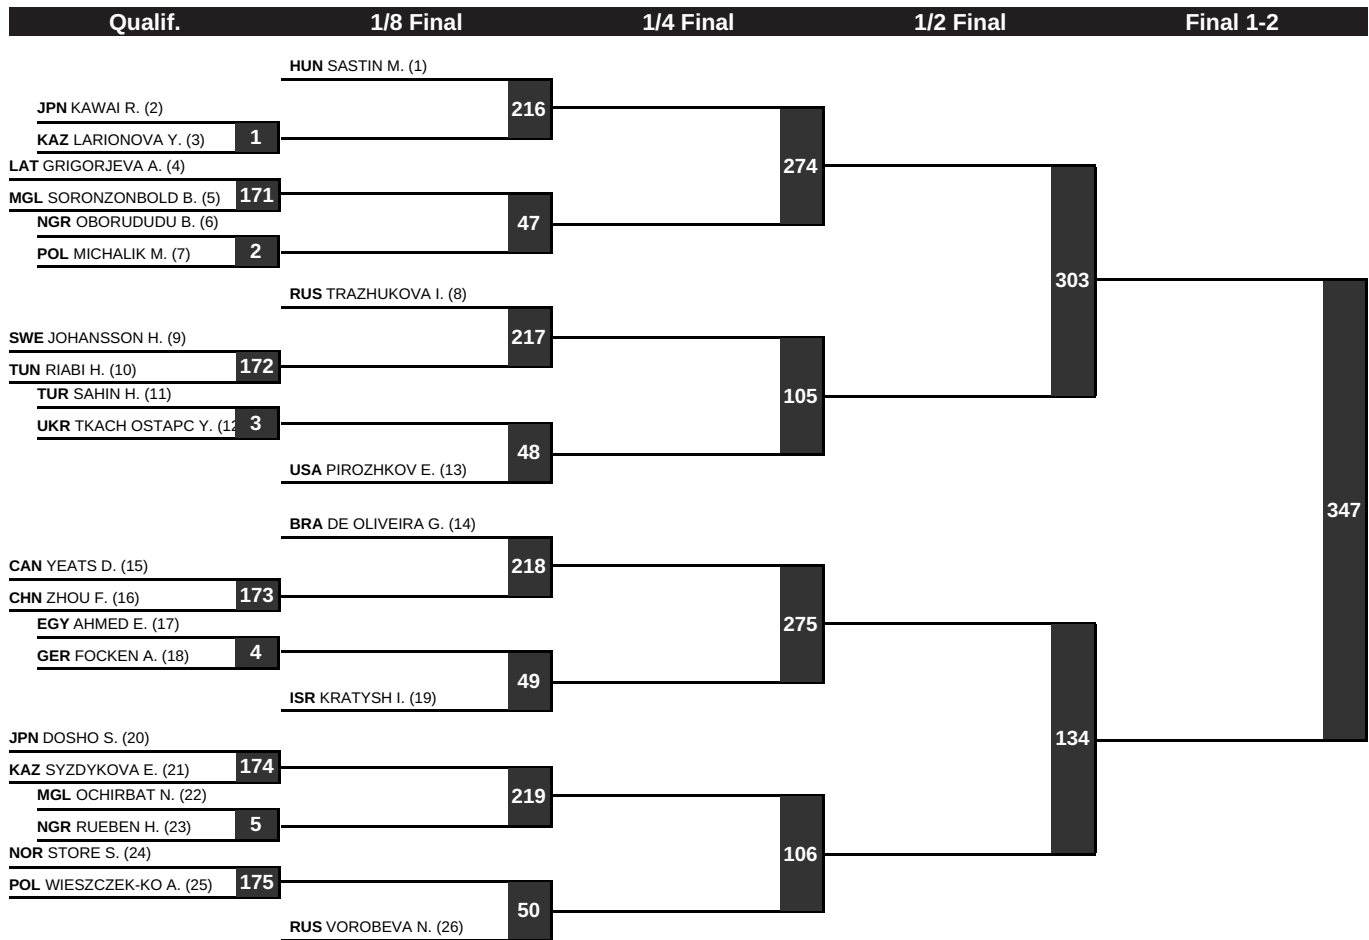 Qualif. 1/8 Final 1/4 Final 1/2 Final Final 1-2
HUN SASTIN M. (1)
216
JPN KAWAI R. (2)
KAZ LARIONOVA Y. (3) 1
274
LAT GRIGORJEVA A. (4)
MGL SORONZONBOLD B. (5) 171
47
NGR OBORUDUDU B. (6)
POL MICHALIK M. (7) 2
303
RUS TRAZHUKOVA I. (8)
217
SWE JOHANSSON H. (9)
TUN RIABI H. (10) 172
105
TUR SAHIN H. (11)
UKR TKACH OSTAPC Y. (12 3
48
USA PIROZHKOV E. (13)
347
BRA DE OLIVEIRA G. (14)
218
CAN YEATS D. (15)
CHN ZHOU F. (16) 173
275
EGY AHMED E. (17)
GER FOCKEN A. (18) 4
49
ISR KRATYSH I. (19)
134
JPN DOSHO S. (20)
KAZ SYZDYKOVA E. (21) 174
219
MGL OCHIRBAT N. (22)
NGR RUEBEN H. (23) 5
106
NOR STORE S. (24)
POL WIESZCZEK-KO A. (25) 175
50
RUS VOROBEVA N. (26)